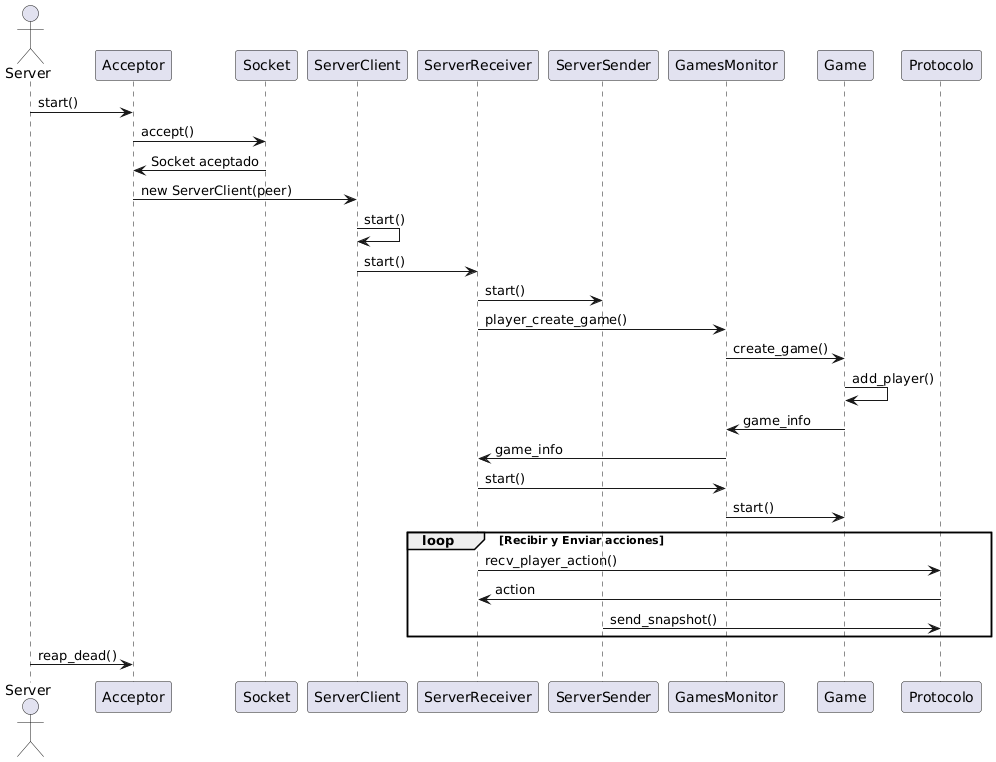 Server
Acceptor
Socket
ServerClient
ServerReceiver
ServerSender
GamesMonitor
Game
Protocolo
start()
accept()
Socket aceptado
new ServerClient(peer)
start()
start()
start()
player_create_game()
create_game()
add_player()
game_info
game_info
start()
start()
loop [Recibir y Enviar acciones]
recv_player_action()
action
send_snapshot()
reap_dead()
Server
Acceptor
Socket
ServerClient
ServerReceiver
ServerSender
GamesMonitor
Game
Protocolo